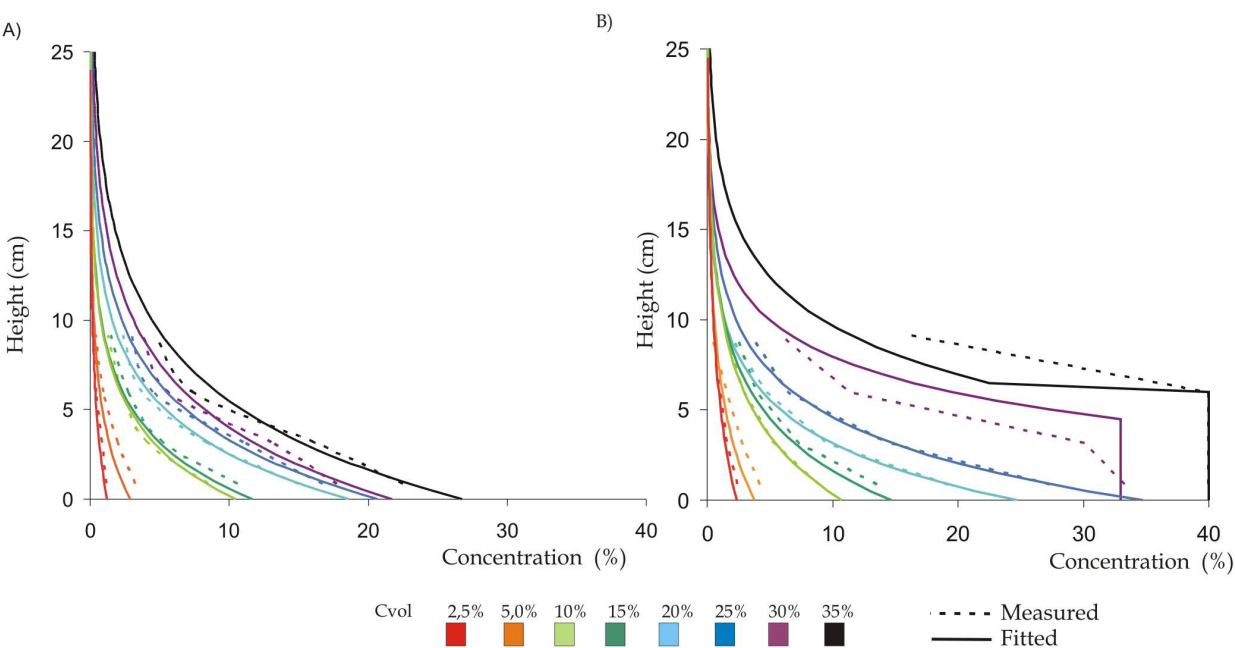 A)
25
20
15
10
5
0
Height (cm)
0 10 20 30 40
Concentration (%)
B)
25
20
15
10
5
0
Height (cm)
0 10 20 30 40
Concentration (%)
Cvol 2,5% 5,0% 10% 15% 20% 25% 30% 35%
Measured
Fitted